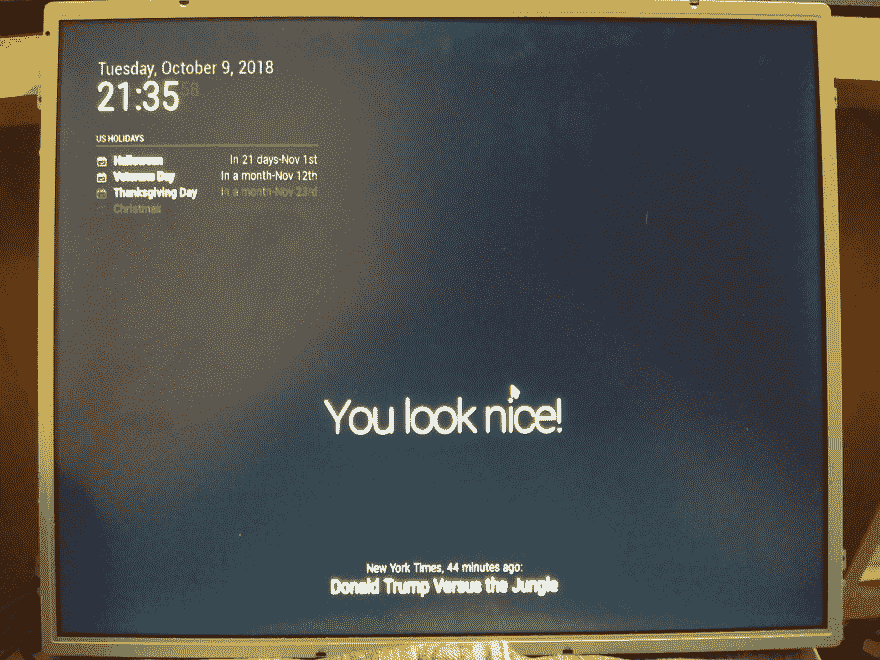 Tuesday, October 9, 2018
21:35 58
US HOLIDAYS
Halloween In 21 days-Nov 1st
Veterans Day In a month-Nov 12th
Thanksgiving Day In a month-Nov 23rd
Christmas
You look nice!
New York Times, 44 minutes ago:
Donald Trump Versus the Jungle